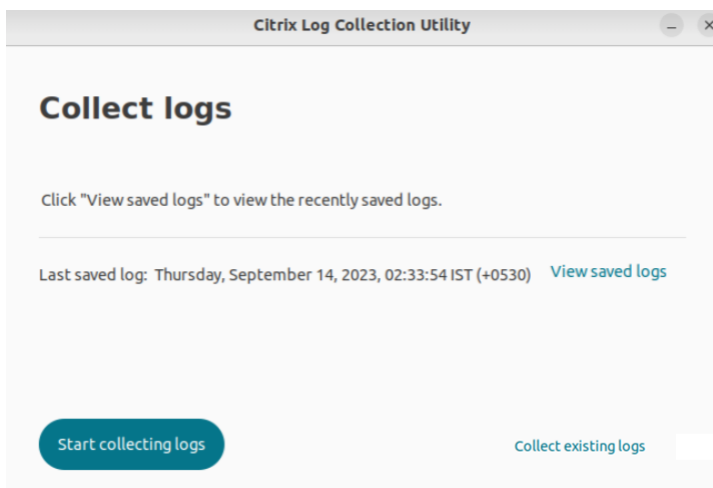 Citrix Log Collection Utility
Collect logs
Click "View saved logs" to view the recently saved logs.
Last saved log: Thursday, September 14, 2023, 02:33:54 IST (+0530) View saved logs
Start collecting logs Collect existing logs